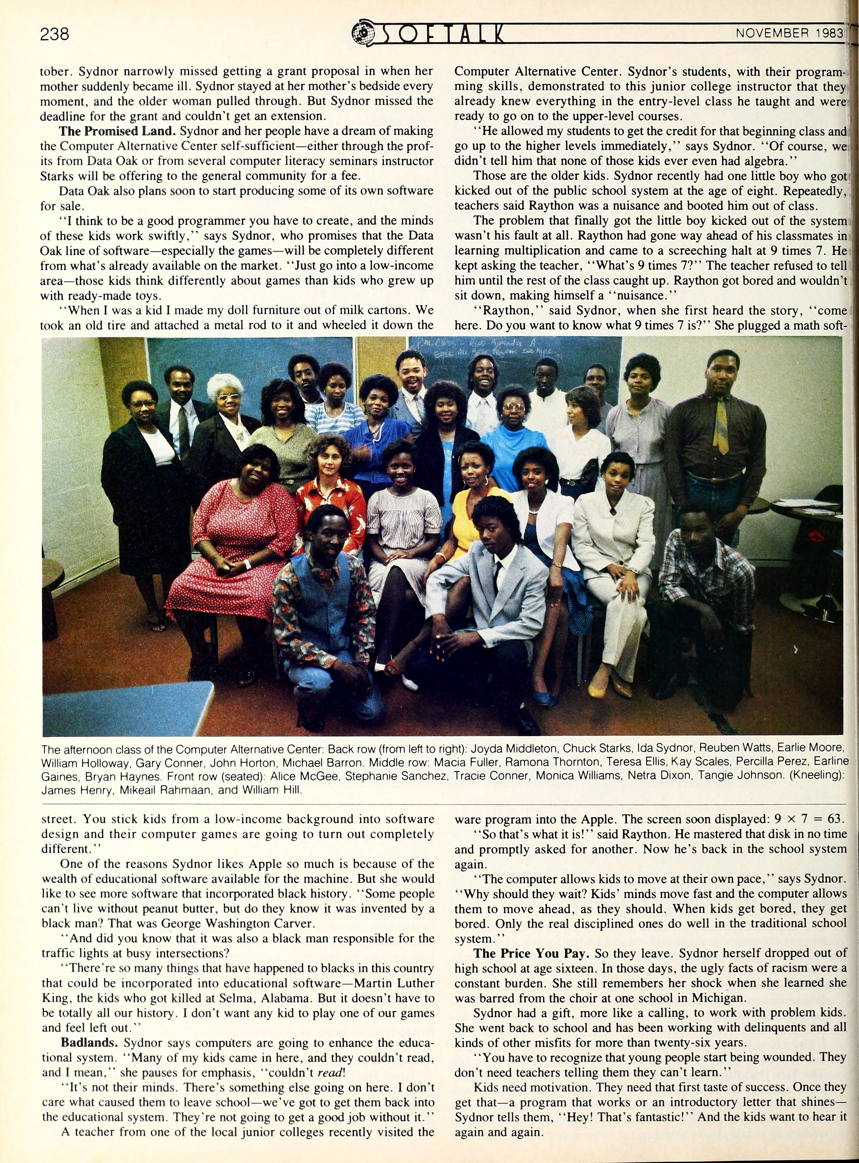 238
SOFTALK
NOVEMBER 1983
tober. Sydnor narrowly missed getting a grant proposal in when her
mother suddenly became ill. Sydnor stayed at her mother's bedside every
moment, and the older woman pulled through. But Sydnor missed the
deadline for the grant and couldn't get an extension.
The Promised Land. Sydnor and her people have a dream of making
the Computer Alternative Center self-sufficient—either through the prof-
its from Data Oak or from several computer literacy seminars instructor
Starks will be offering to the general community for a fee.
Data Oak also plans soon to start producing some of its own software
for sale.
"I think to be a good programmer you have to create, and the minds
of these kids work swiftly," says Sydnor, who promises that the Data
Oak line of software—especially the games—will be completely different
from what's already available on the market. "Just go into a low-income
area—those kids think differently about games than kids who grew up
with ready-made toys.
"When I was a kid I made my doll furniture out of milk cartons. We
took an old tire and attached a metal rod to it and wheeled it down the
Computer Alternative Center. Sydnor's students, with their program-
ming skills, demonstrated to this junior college instructor that they
already knew everything in the entry-level class he taught and were
ready to go on to the upper-level courses.
"He allowed my students to get the credit for that beginning class and
go up to the higher levels immediately," says Sydnor. "Of course, we
didn't tell him that none of those kids ever even had algebra."
Those are the older kids. Sydnor recently had one little boy who got
kicked out of the public school system at the age of eight. Repeatedly,
teachers said Raython was a nuisance and booted him out of class.
The problem that finally got the little boy kicked out of the system
wasn't his fault at all. Raython had gone way ahead of his classmates in
learning multiplication and came to a screeching halt at 9 times 7. He
kept asking the teacher, "What's 9 times 7?" The teacher refused to tell
him until the rest of the class caught up. Raython got bored and wouldn't
sit down, making himself a "nuisance."
"Raython," said Sydnor, when she first heard the story, "come
here. Do you want to know what 9 times 7 is?" She plugged a math soft-
The afternoon class of the Computer Alternative Center: Back row (from left to right): Joyda Middleton, Chuck Starks, Ida Sydnor, Reuben Watts, Earlie Moore,
William Holloway, Gary Conner, John Horton, Michael Barron. Middle row: Macia Fuller, Ramona Thornton, Teresa Ellis, Kay Scales, Percilla Perez, Earline
Gaines, Bryan Haynes. Front row (seated): Alice McGee, Stephanie Sanchez, Tracie Conner, Monica Williams, Netra Dixon, Tangie Johnson. (Kneeling):
James Henry, Mikeail Rahmaan, and William Hill.
street. You stick kids from a low-income background into software
design and their computer games are going to turn out completely
different."
One of the reasons Sydnor likes Apple so much is because of the
wealth of educational software available for the machine. But she would
like to see more software that incorporated black history. "Some people
can't live without peanut butter, but do they know it was invented by a
black man? That was George Washington Carver.
"And did you know that it was also a black man responsible for the
traffic lights at busy intersections?
"There're so many things that have happened to blacks in this country
that could be incorporated into educational software—Martin Luther
King, the kids who got killed at Selma, Alabama. But it doesn't have to
be totally all our history. I don't want any kid to play one of our games
and feel left out."
Badlands. Sydnor says computers are going to enhance the educa-
tional system. "Many of my kids came in here, and they couldn't read,
and I mean," she pauses for emphasis, "couldn't read!
"It's not their minds. There's something else going on here. I don't
care what caused them to leave school—we've got to get them back into
the educational system. They're not going to get a good job without it."
A teacher from one of the local junior colleges recently visited the
ware program into the Apple. The screen soon displayed: 9 × 7 = 63.
"So that's what it is!" said Raython. He mastered that disk in no time
and promptly asked for another. Now he's back in the school system
again.
"The computer allows kids to move at their own pace," says Sydnor.
"Why should they wait? Kids' minds move fast and the computer allows
them to move ahead, as they should. When kids get bored, they get
bored. Only the real disciplined ones do well in the traditional school
system."
The Price You Pay. So they leave. Sydnor herself dropped out of
high school at age sixteen. In those days, the ugly facts of racism were a
constant burden. She still remembers her shock when she learned she
was barred from the choir at one school in Michigan.
Sydnor had a gift, more like a calling, to work with problem kids.
She went back to school and has been working with delinquents and all
kinds of other misfits for more than twenty-six years.
"You have to recognize that young people start being wounded. They
don't need teachers telling them they can't learn."
Kids need motivation. They need that first taste of success. Once they
get that—a program that works or an introductory letter that shines—
Sydnor tells them, "Hey! That's fantastic!" And the kids want to hear it
again and again.